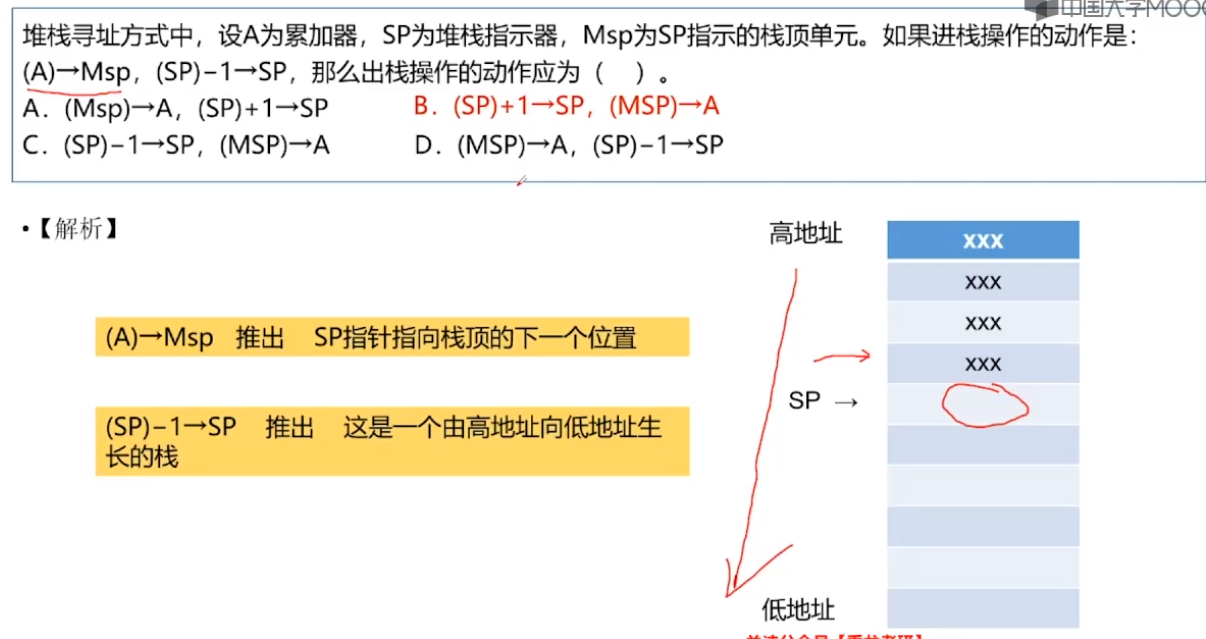 中国大学MOOC
堆栈寻址方式中，设A为累加器，SP为堆栈指示器，Msp为SP指示的栈顶单元。如果进栈操作的动作是：
(A)→Msp，(SP)−1→SP，那么出栈操作的动作应为（　）。
A．(Msp)→A，(SP)+1→SP B．(SP)+1→SP，(MSP)→A
C．(SP)−1→SP，(MSP)→A D．(MSP)→A，(SP)−1→SP
•【解析】
高地址
xxx
xxx
xxx
xxx
(A)→Msp 推出 SP指针指向栈顶的下一个位置
SP →
(SP)−1→SP 推出 这是一个由高地址向低地址生
长的栈
低地址